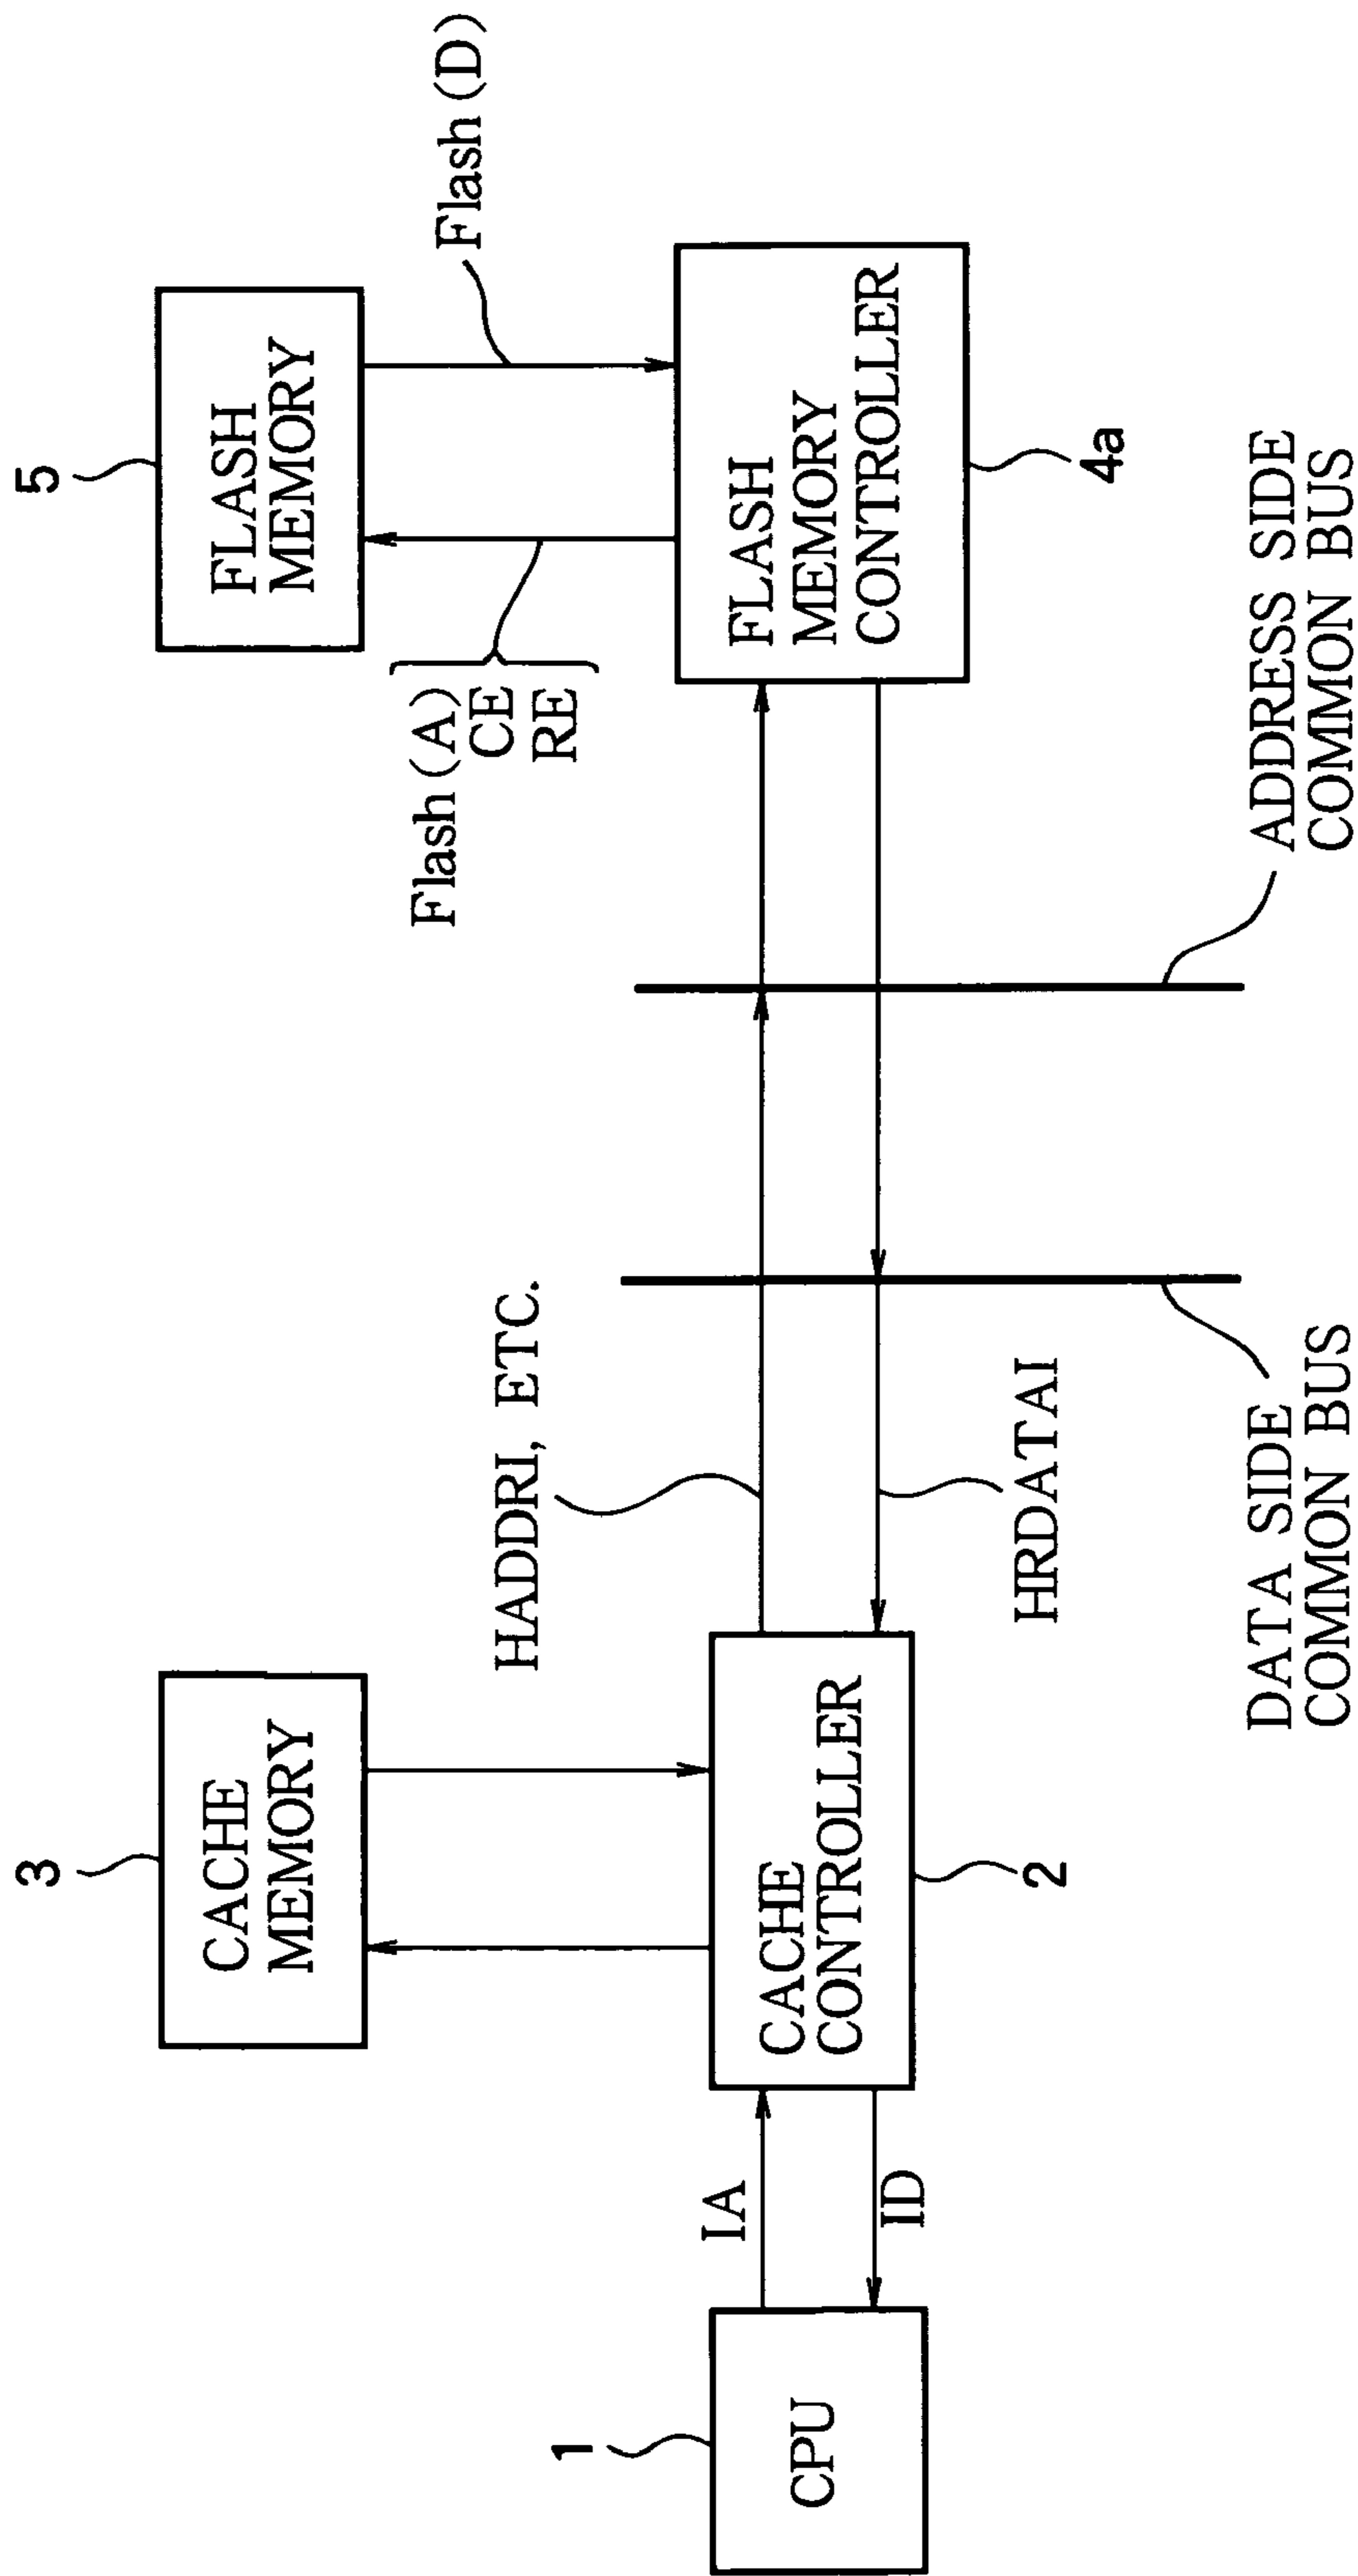 1
CPU
IA
ID
3
CACHE
MEMORY
CACHE
CONTROLLER
2
HADDRI, ETC.
HRDATAI
DATA SIDE
COMMON BUS
ADDRESS SIDE
COMMON BUS
5
FLASH
MEMORY
Flash (A)
CE
RE
Flash (D)
FLASH
MEMORY
CONTROLLER
4a